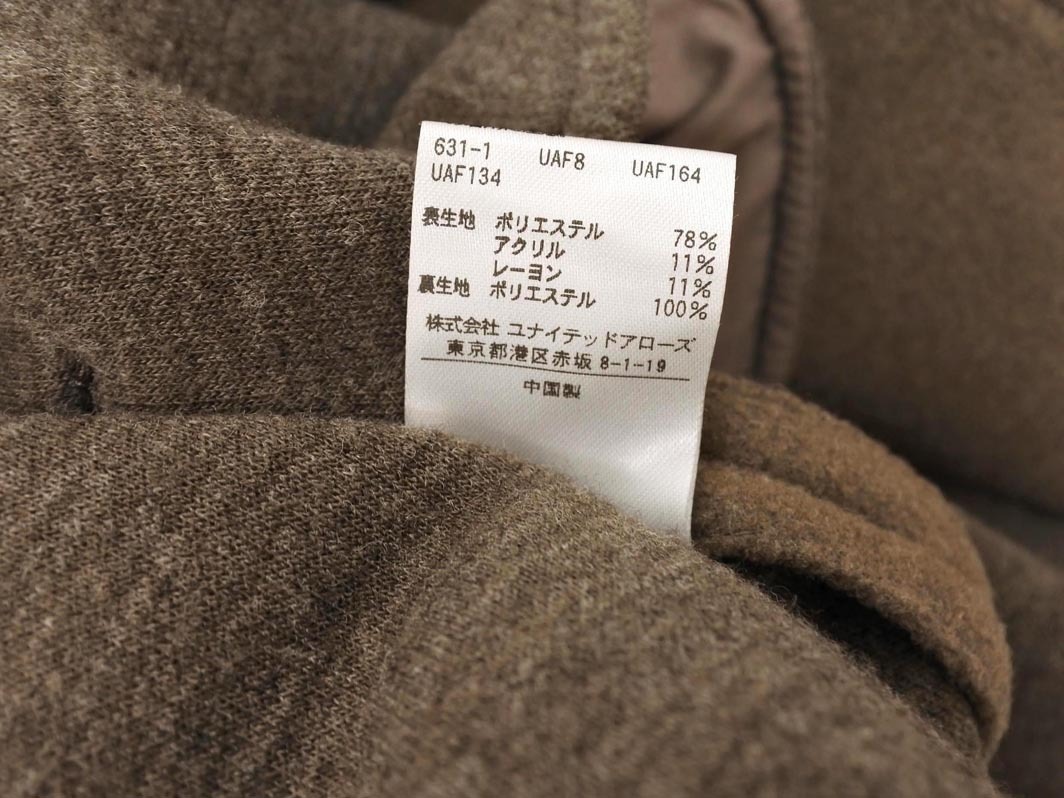 631-1 UAF8 UAF164
UAF134
表生地 ポリエステル 78%
アクリル 11%
レーヨン 11%
裏生地 ポリエステル 100%
株式会社 ユナイテッドアローズ
東京都港区赤坂 8-1-19
中国製